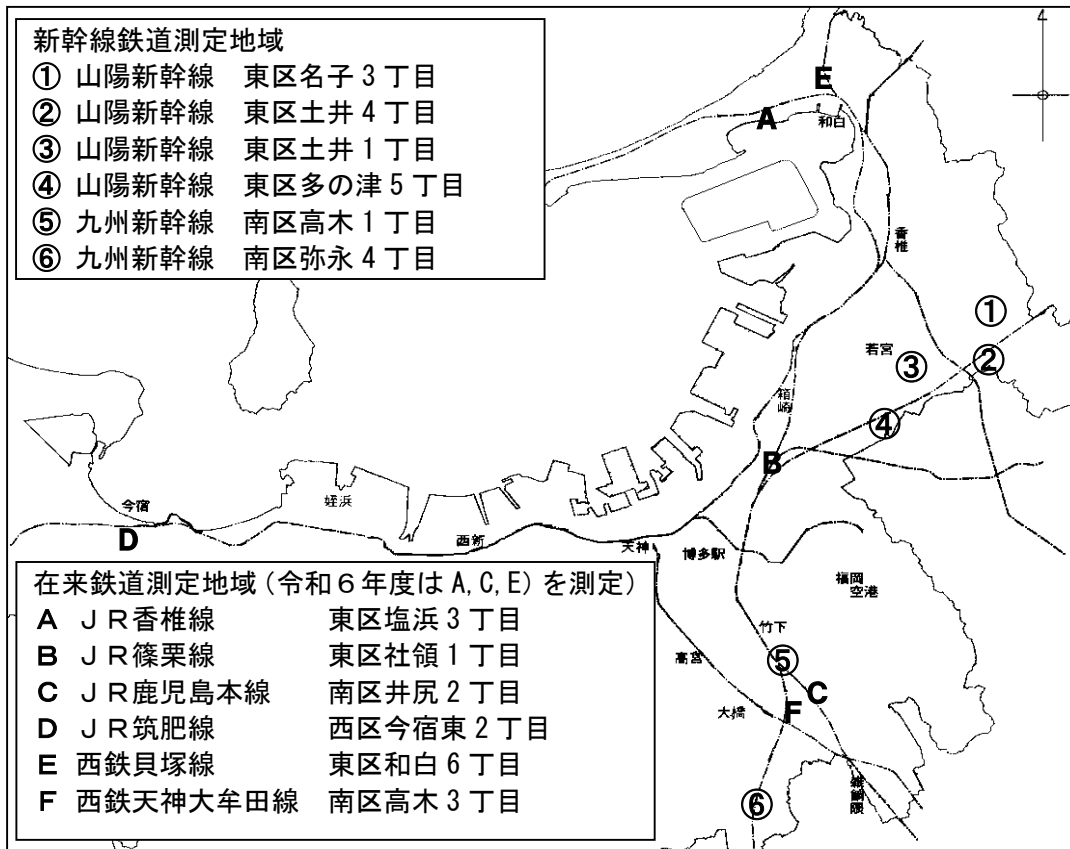 新幹線鉄道測定地域
① 山陽新幹線 東区名子3丁目
② 山陽新幹線 東区土井4丁目
③ 山陽新幹線 東区土井1丁目
④ 山陽新幹線 東区多の津5丁目
⑤ 九州新幹線 南区高木1丁目
⑥ 九州新幹線 南区弥永4丁目
4
E
A
和白
香椎
①
若宮
③
②
箱崎
④
B
今宿
姪浜
D
西新
天神
博多駅
福岡空港
竹下
高宮
⑤
C
大橋
F
雑餉隈
⑥
在来鉄道測定地域(令和6年度はA,C,E)を測定
A JR香椎線 東区塩浜3丁目
B JR篠栗線 東区社領1丁目
C JR鹿児島本線 南区井尻2丁目
D JR筑肥線 西区今宿東2丁目
E 西鉄貝塚線 東区和白6丁目
F 西鉄天神大牟田線 南区高木3丁目